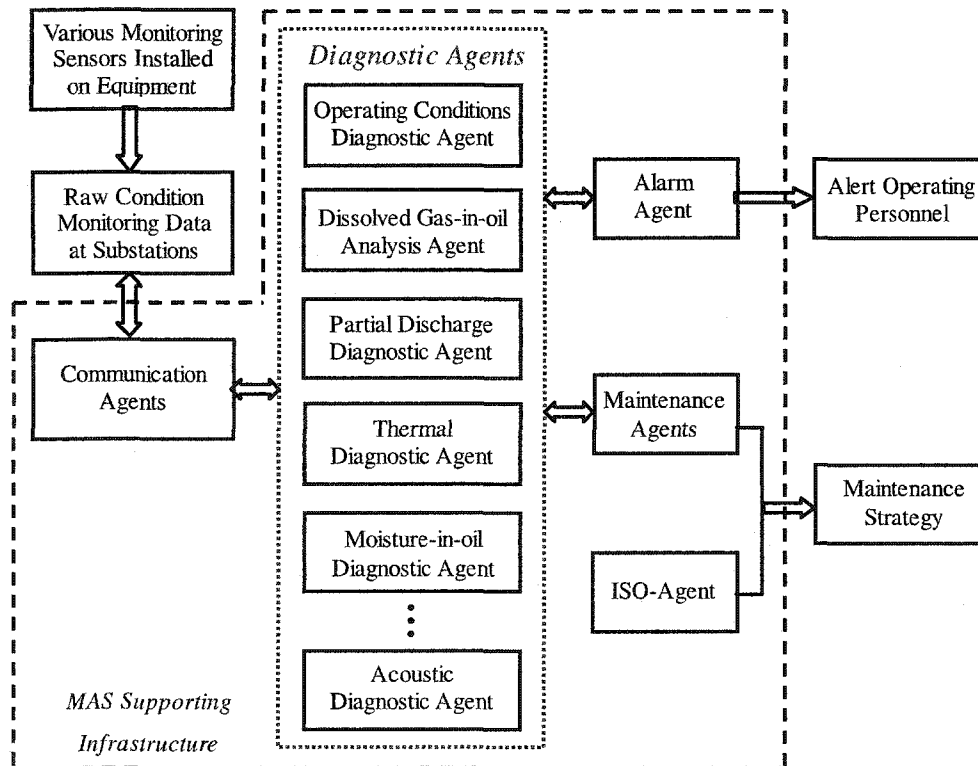 Various Monitoring
Sensors Installed
on Equipment
Raw Condition
Monitoring Data
at Substations
Communication
Agents
MAS Supporting
Infrastructure
Diagnostic Agents
Operating Conditions
Diagnostic Agent
Dissolved Gas-in-oil
Analysis Agent
Partial Discharge
Diagnostic Agent
Thermal
Diagnostic Agent
Moisture-in-oil
Diagnostic Agent
Acoustic
Diagnostic Agent
Alarm
Agent
Maintenance
Agents
ISO-Agent
Alert Operating
Personnel
Maintenance
Strategy